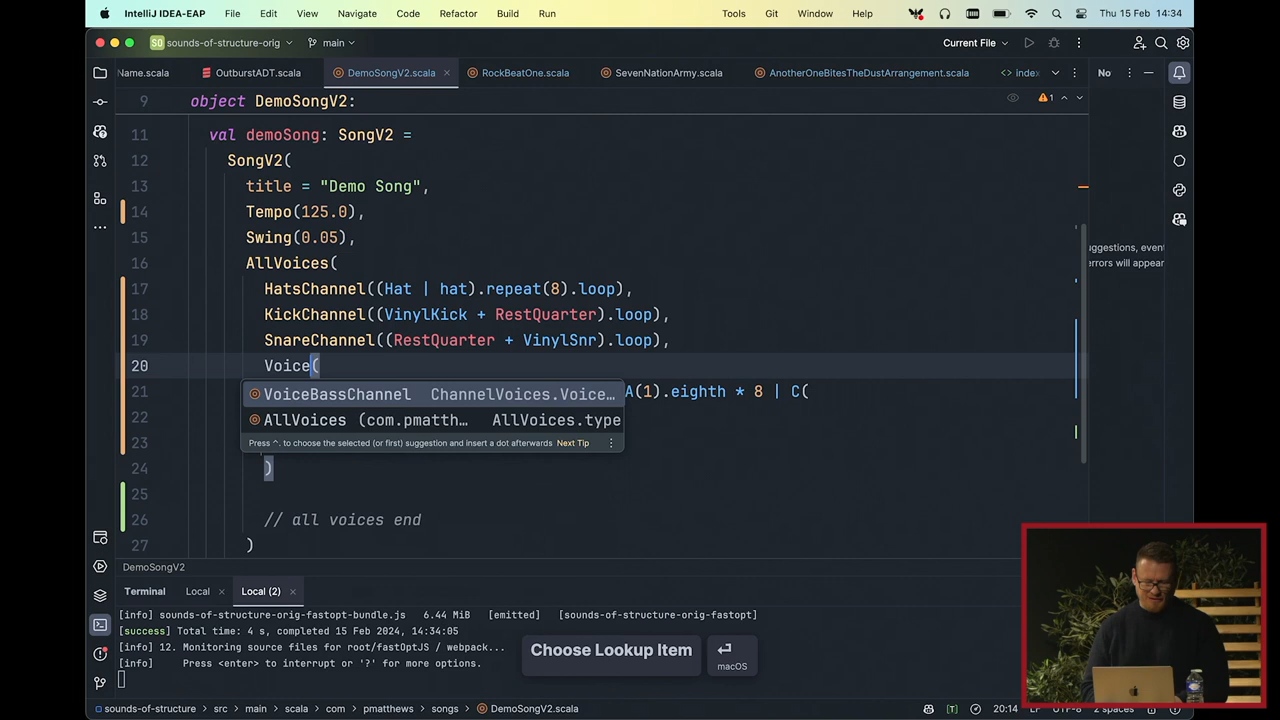 IntelliJ IDEA-EAP File Edit View Navigate Code Refactor Build Run Tools Git Window Help Thu 15 Feb 14:34
SO sounds-of-structure-orig main Current File
Name.scala OutburstADT.scala DemoSongV2.scala RockBeatOne.scala SevenNationArmy.scala AnotherOneBitesTheDustArrangement.scala <> index No
9 object DemoSongV2: 1
11 val demoSong: SongV2 =
12 SongV2(
13 title = "Demo Song",
14 Tempo(125.0),
15 Swing(0.05),
16 AllVoices(
17 HatsChannel((Hat | hat).repeat(8).loop),
18 KickChannel((VinylKick + RestQuarter).loop),
19 SnareChannel((RestQuarter + VinylSnr).loop),
20 Voice(
VoiceBassChannel ChannelVoices.Voice...
21 A(1).eighth * 8 | C(
AllVoices (com.pmatth... AllVoices.type
22
Press ^. to choose the selected (or first) suggestion and insert a dot afterwards Next Tip
23
24 )
25
26 // all voices end
27 )
uggestions, event
errors will appear
DemoSongV2
Terminal Local Local (2)
[info] sounds-of-structure-orig-fastopt-bundle.js 6.44 MiB [emitted] [sounds-of-structure-orig-fastopt]
[success] Total time: 4 s, completed 15 Feb 2024, 14:34:05
[info] 12. Monitoring source files for root/fastOptJS / webpack...
[info] Press <enter> to interrupt or '?' for more options.
Choose Lookup Item
macOS
sounds-of-structure > src > main > scala > com > pmatthews > songs > DemoSongV2.scala 20:14 LF